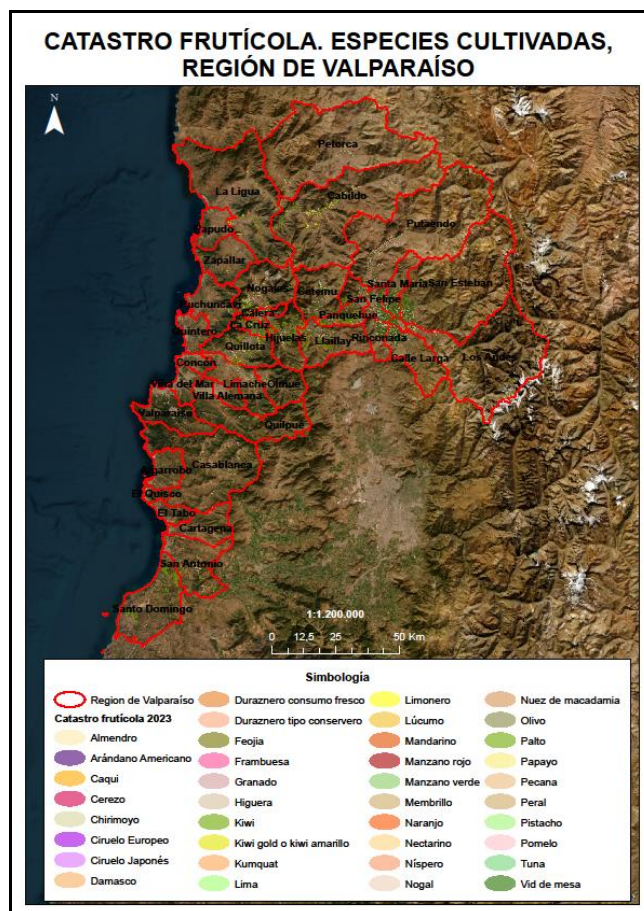 CATASTRO FRUTÍCOLA. ESPECIES CULTIVADAS,
REGIÓN DE VALPARAÍSO
N
Petorca
La Ligua
Cabildo
Papudo
Putaendo
Zapallar
Nogales
Catemu
Santa María
San Esteban
San Felipe
Puchuncaví
Calera
Panquehue
La Cruz
Quintero
Hijuelas
Llaillay
Rinconada
Quillota
Calle Larga
Los Andes
Concón
Viña del Mar
Limache
Olmué
Villa Alemana
Valparaíso
Quilpué
Casablanca
Algarrobo
El Quisco
El Tabo
Cartagena
San Antonio
Santo Domingo
1:1.200.000
0 12,5 25 50 Km
Simbología
Region de Valparaíso
Catastro frutícola 2023
Almendro
Arándano Americano
Caqui
Cerezo
Chirimoyo
Ciruelo Europeo
Ciruelo Japonés
Damasco
Duraznero consumo fresco
Duraznero tipo conservero
Feojia
Frambuesa
Granado
Higuera
Kiwi
Kiwi gold o kiwi amarillo
Kumquat
Lima
Limonero
Lúcumo
Mandarino
Manzano rojo
Manzano verde
Membrillo
Naranjo
Nectarino
Níspero
Nogal
Nuez de macadamia
Olivo
Palto
Papayo
Pecana
Peral
Pistacho
Pomelo
Tuna
Vid de mesa